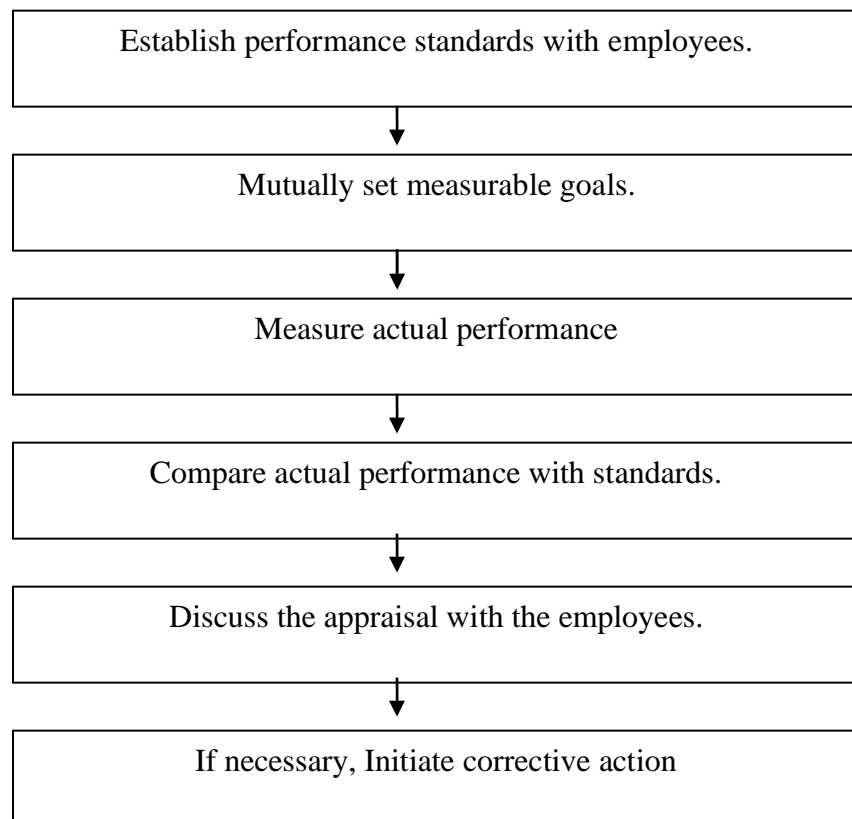 Establish performance standards with employees.
Mutually set measurable goals.
Measure actual performance
Compare actual performance with standards.
Discuss the appraisal with the employees.
If necessary, Initiate corrective action